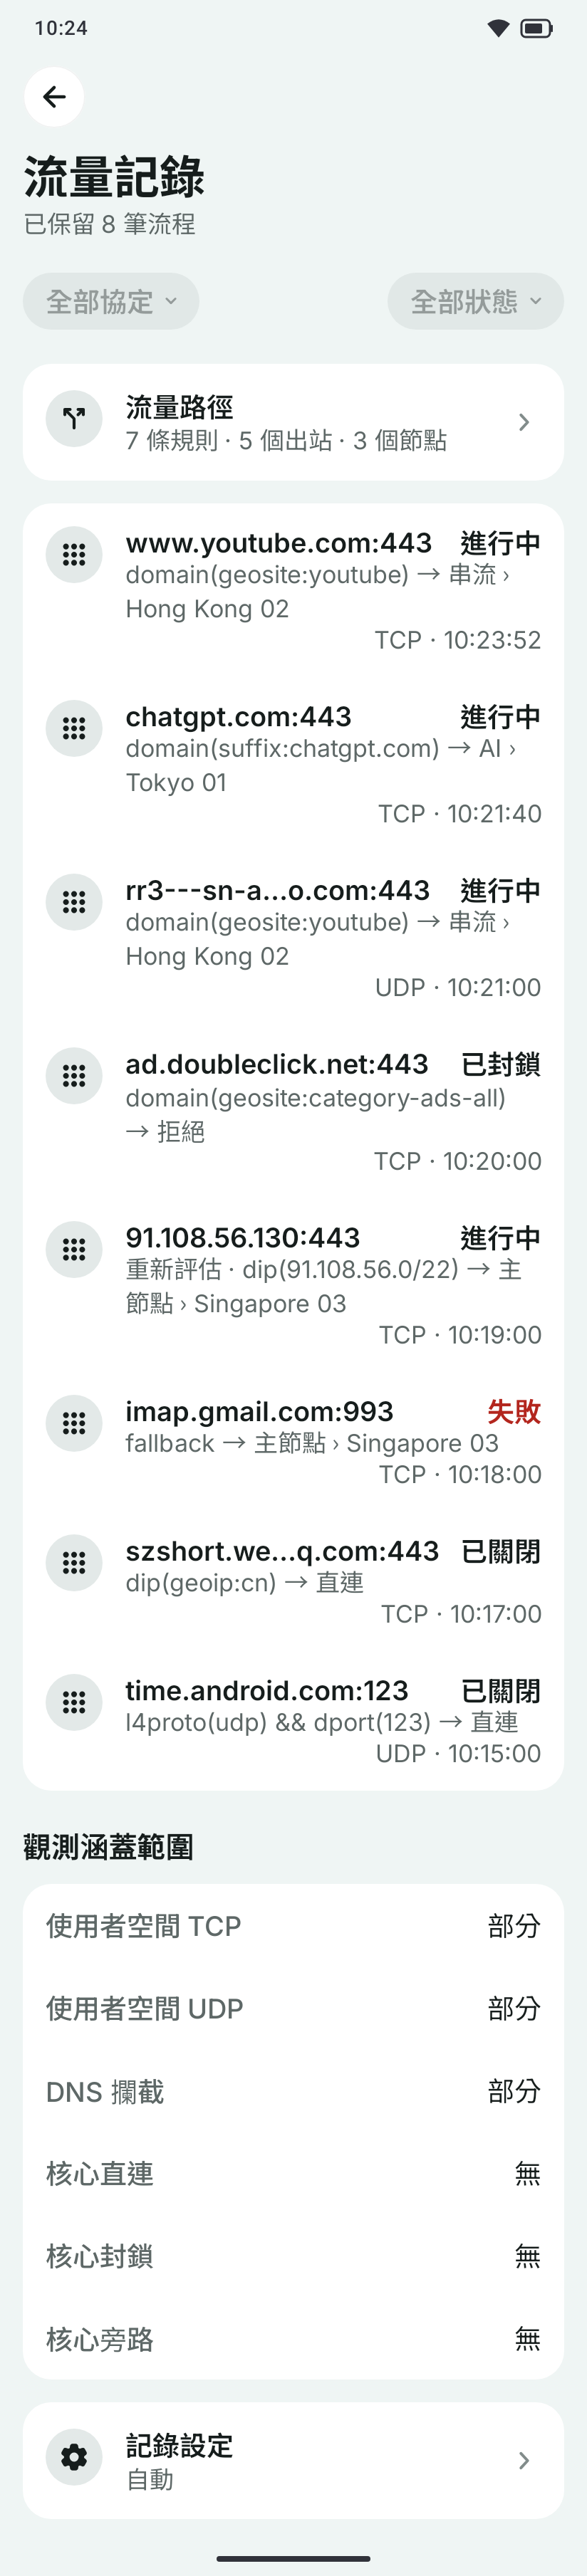 10:24
流量記錄
已保留 8 筆流程
全部協定
全部狀態
流量路徑
7 條規則 · 5 個出站 · 3 個節點
www.youtube.com:443 進行中
domain(geosite:youtube) → 串流 ›
Hong Kong 02
TCP · 10:23:52
chatgpt.com:443 進行中
domain(suffix:chatgpt.com) → AI ›
Tokyo 01
TCP · 10:21:40
rr3---sn-a...o.com:443 進行中
domain(geosite:youtube) → 串流 ›
Hong Kong 02
UDP · 10:21:00
ad.doubleclick.net:443 已封鎖
domain(geosite:category-ads-all)
→ 拒絕
TCP · 10:20:00
91.108.56.130:443 進行中
重新評估 · dip(91.108.56.0/22) → 主
節點 › Singapore 03
TCP · 10:19:00
imap.gmail.com:993 失敗
fallback → 主節點 › Singapore 03
TCP · 10:18:00
szshort.we...q.com:443 已關閉
dip(geoip:cn) → 直連
TCP · 10:17:00
time.android.com:123 已關閉
l4proto(udp) && dport(123) → 直連
UDP · 10:15:00
觀測涵蓋範圍
使用者空間 TCP 部分
使用者空間 UDP 部分
DNS 攔截 部分
核心直連 無
核心封鎖 無
核心旁路 無
記錄設定
自動